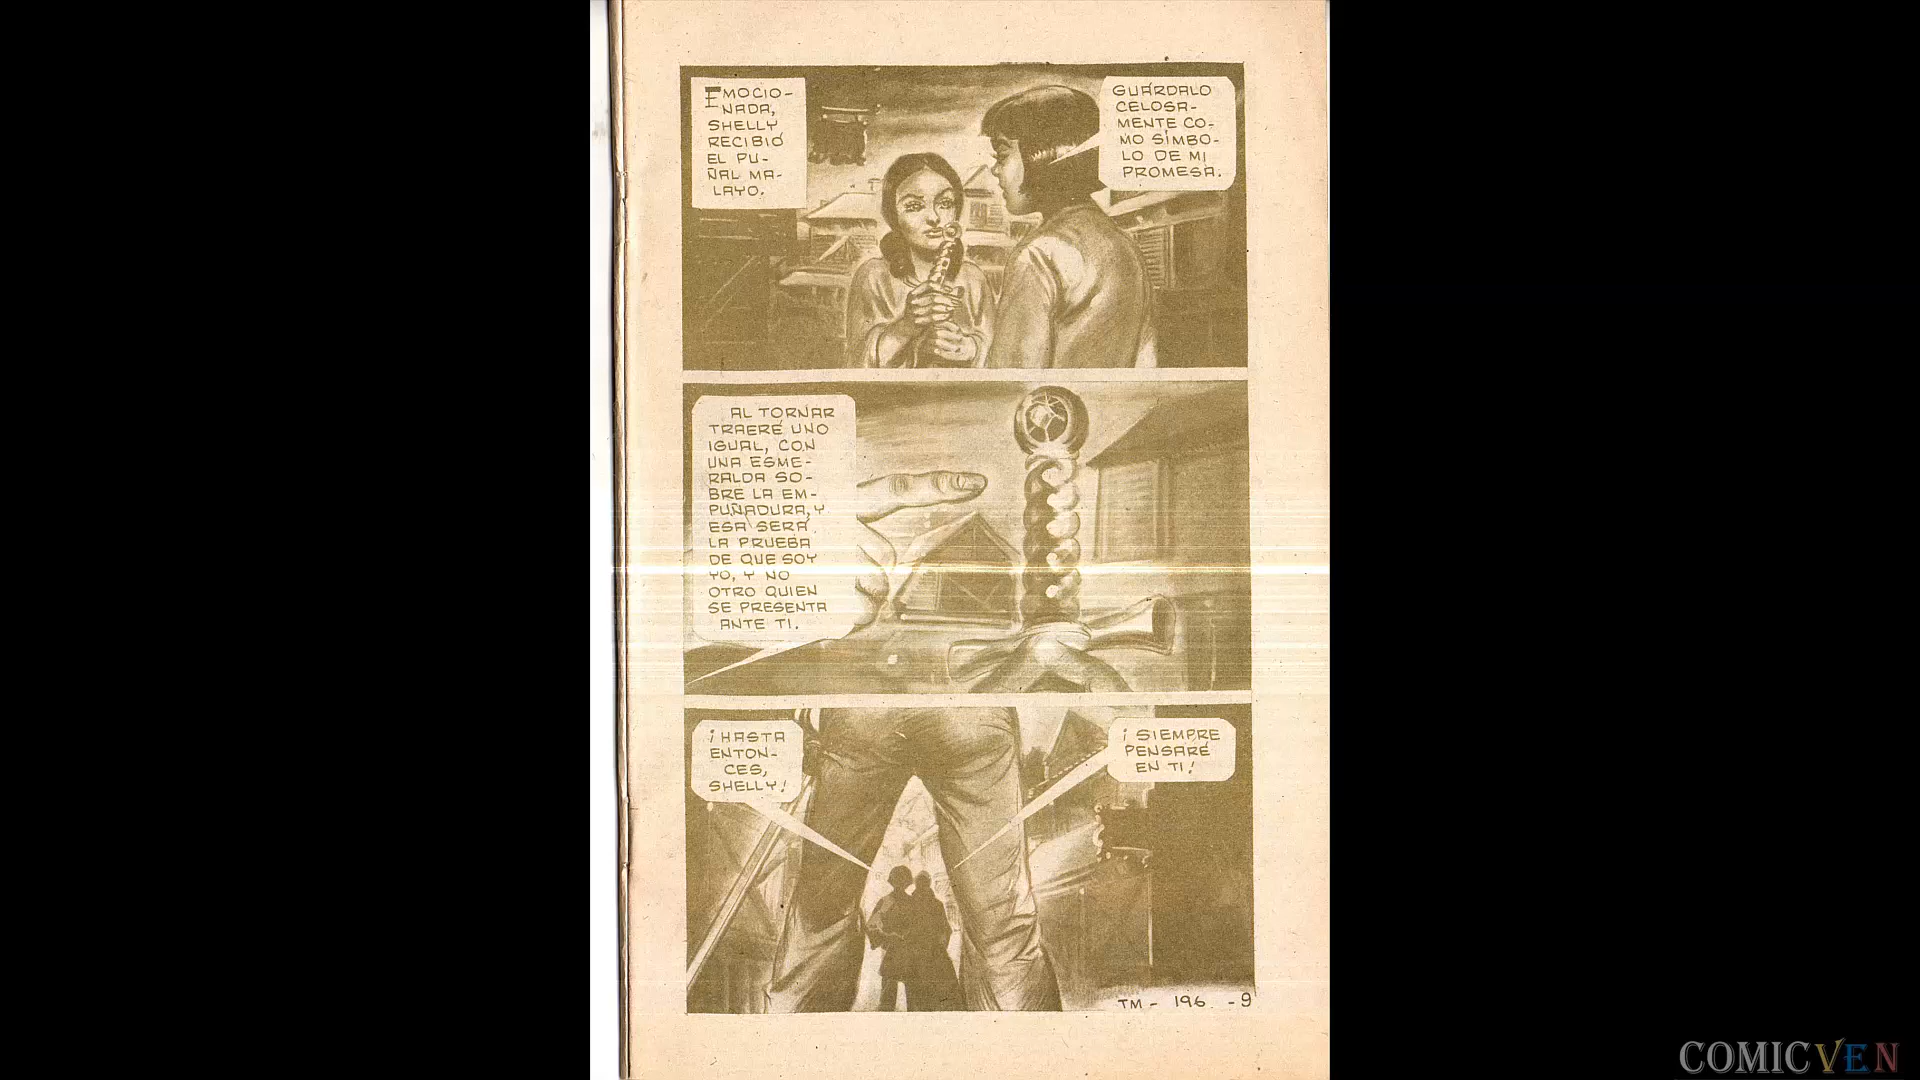 EMOCIO-
NADA,
SHELLY
RECIBIÓ
EL PU-
ÑAL MA-
LAYO.
GUÁRDALO
CELOSA-
MENTE CO-
MO SÍMBO-
LO DE MI
PROMESA.
AL TORNAR
TRAERÉ UNO
IGUAL, CON
UNA ESME-
RALDA SO-
BRE LA EM-
PUÑADURA, Y
ESA SERÁ
LA PRUEBA
DE QUE SOY
YO, Y NO
OTRO QUIEN
SE PRESENTA
ANTE TI.
¡HASTA
ENTON-
CES,
SHELLY!
¡SIEMPRE
PENSARÉ
EN TI!
TM - 196 - 9
COMICVEN